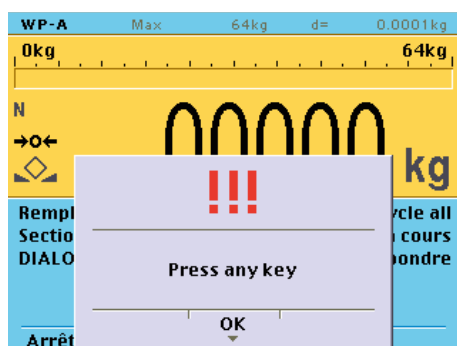 WP-A Max 64kg d= 0.0001kg
0kg 64kg
N
→0←
kg
!!!
Press any key
OK
Rempl ycle all
Sectio cours
DIALO pondre
Arrêt